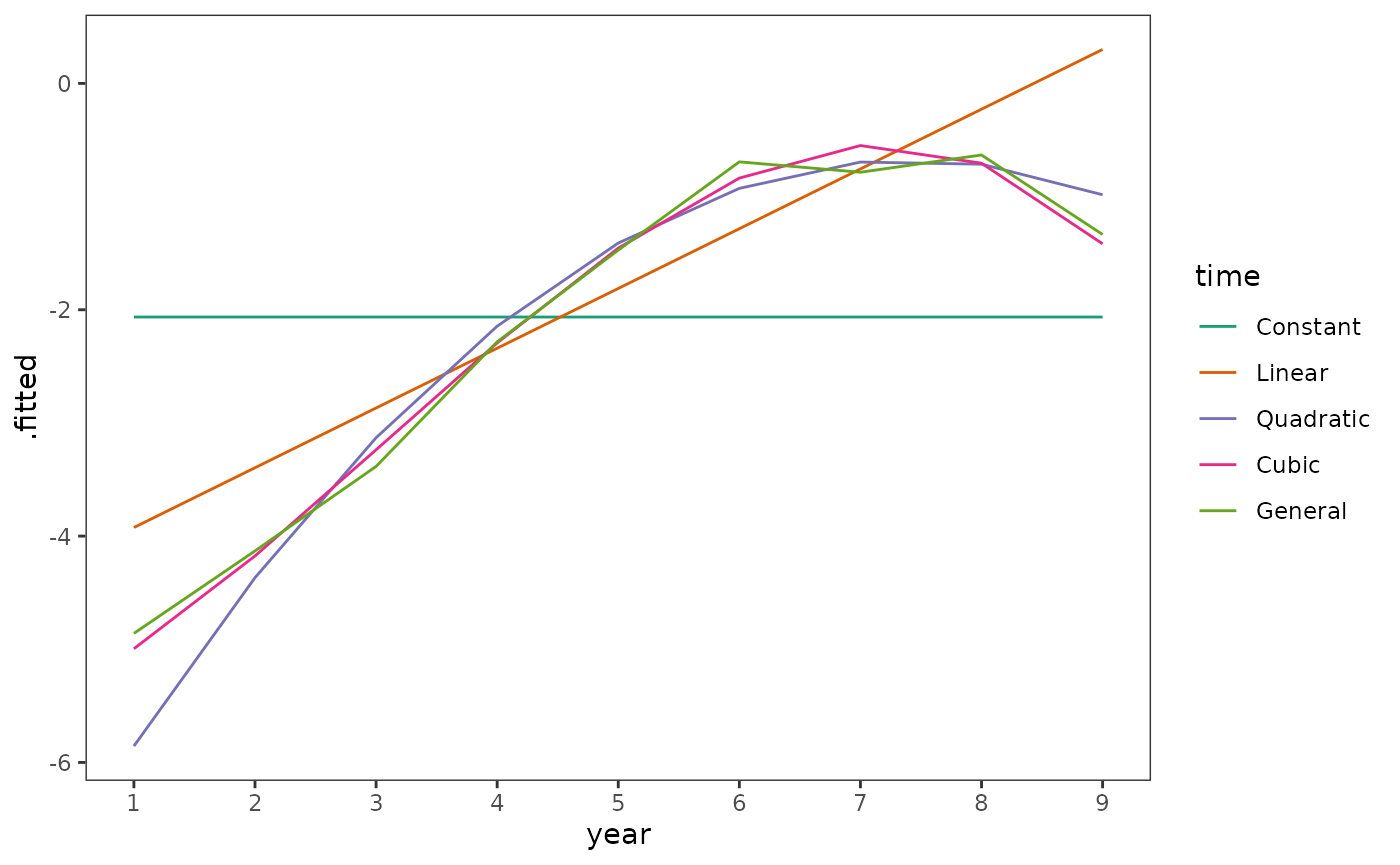 0
-2
-4
-6
.fitted
1 2 3 4 5 6 7 8 9
year
time
Constant
Linear
Quadratic
Cubic
General